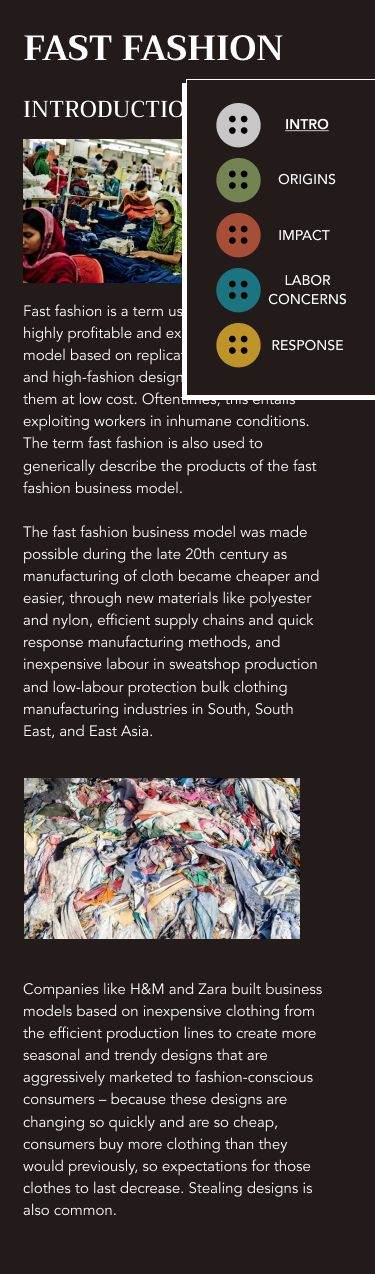 FAST FASHION
INTRODUCTIO
INTRO
ORIGINS
IMPACT
LABOR
CONCERNS
RESPONSE
Fast fashion is a term
highly profitable and
model based on
and high-fashion
them at low cost. Oftentimes, this entails
exploiting workers in inhumane conditions.
The term fast fashion is also used to
generically describe the products of the fast
fashion business model.
The fast fashion business model was made
possible during the late 20th century as
manufacturing of cloth became cheaper and
easier, through new materials like polyester
and nylon, efficient supply chains and quick
response manufacturing methods, and
inexpensive labour in sweatshop production
and low-labour protection bulk clothing
manufacturing industries in South, South
East, and East Asia.
Companies like H&M and Zara built business
models based on inexpensive clothing from
the efficient production lines to create more
seasonal and trendy designs that are
aggressively marketed to fashion-conscious
consumers – because these designs are
changing so quickly and are so cheap,
consumers buy more clothing than they
would previously, so expectations for those
clothes to last decrease. Stealing designs is
also common.